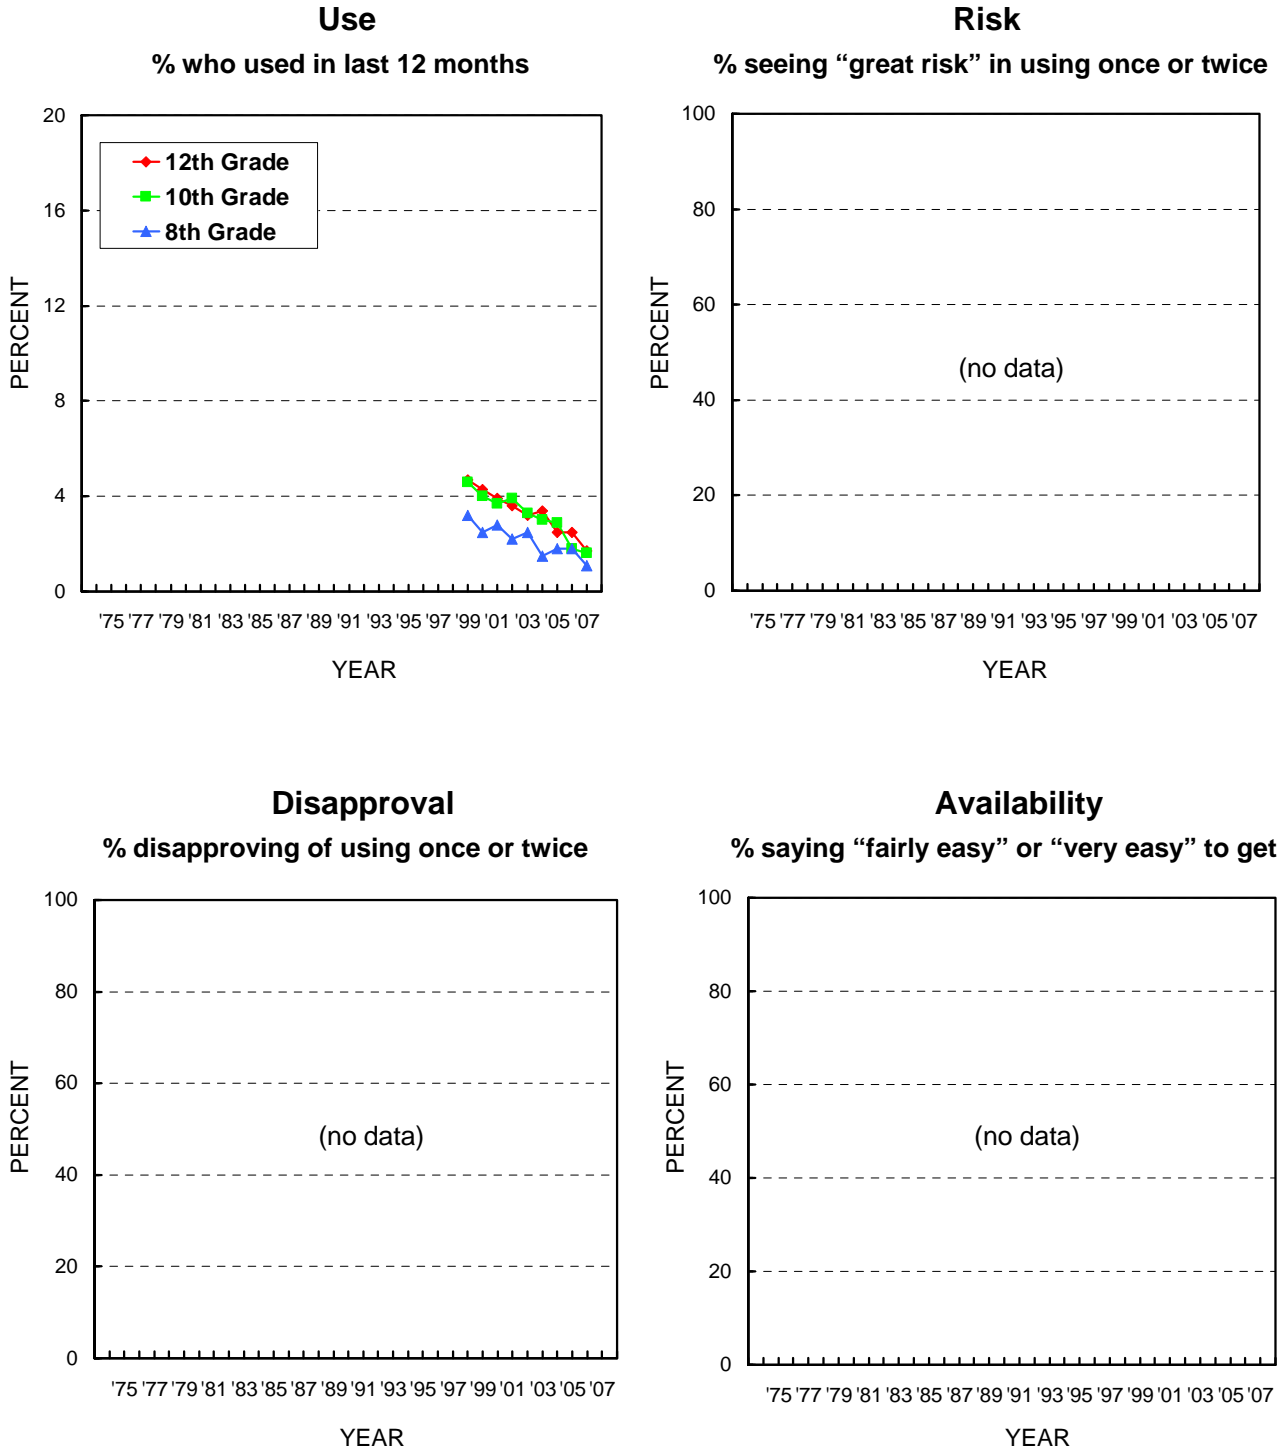 Use
% who used in last 12 months
20
16
12
8
4
0
PERCENT
12th Grade
10th Grade
8th Grade
'75 '77 '79 '81 '83 '85 '87 '89 '91 '93 '95 '97 '99 '01 '03 '05 '07
YEAR
Risk
% seeing “great risk” in using once or twice
100
80
60
40
20
0
PERCENT
(no data)
'75 '77 '79 '81 '83 '85 '87 '89 '91 '93 '95 '97 '99 '01 '03 '05 '07
YEAR
Disapproval
% disapproving of using once or twice
100
80
60
40
20
0
PERCENT
(no data)
'75 '77 '79 '81 '83 '85 '87 '89 '91 '93 '95 '97 '99 '01 '03 '05 '07
YEAR
Availability
% saying “fairly easy” or “very easy” to get
100
80
60
40
20
0
PERCENT
(no data)
'75 '77 '79 '81 '83 '85 '87 '89 '91 '93 '95 '97 '99 '01 '03 '05 '07
YEAR